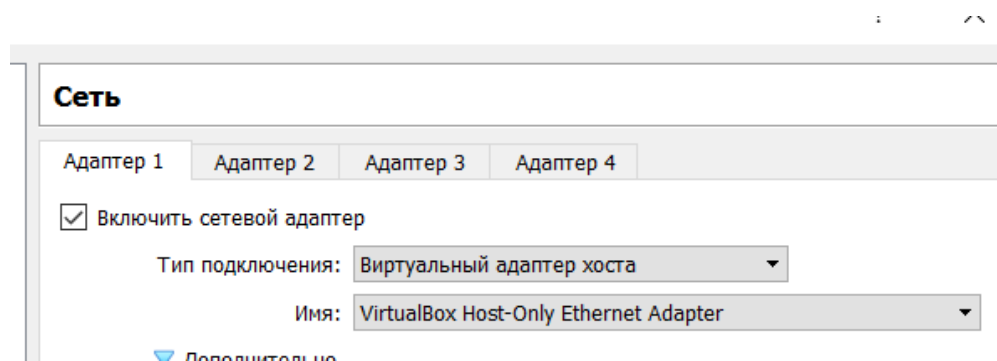 Сеть
Адаптер 1 Адаптер 2 Адаптер 3 Адаптер 4
Включить сетевой адаптер
Тип подключения: Виртуальный адаптер хоста
Имя: VirtualBox Host-Only Ethernet Adapter
Дополнительно